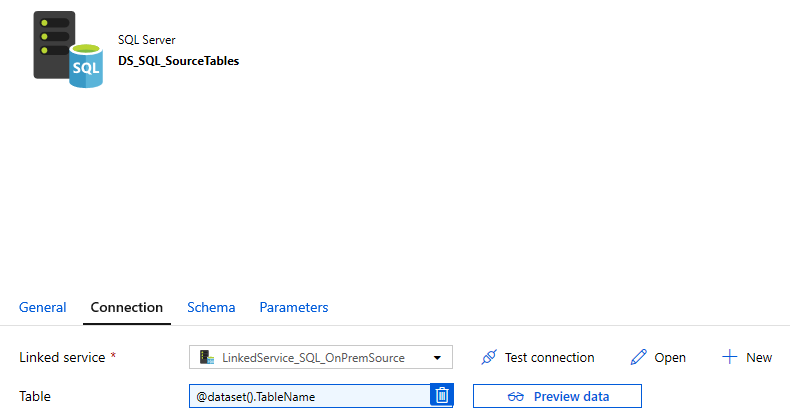 SQL Server
DS_SQL_SourceTables
SQL
General Connection Schema Parameters
Linked service * LinkedService_SQL_OnPremSource Test connection Open New
Table @dataset().TableName Preview data